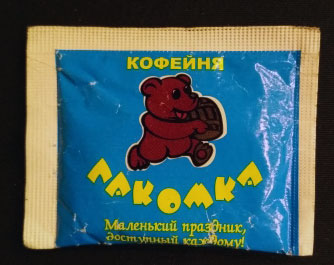 КОФЕЙНЯ
ЛАКОМКА
Маленький праздник,
доступный каждому!